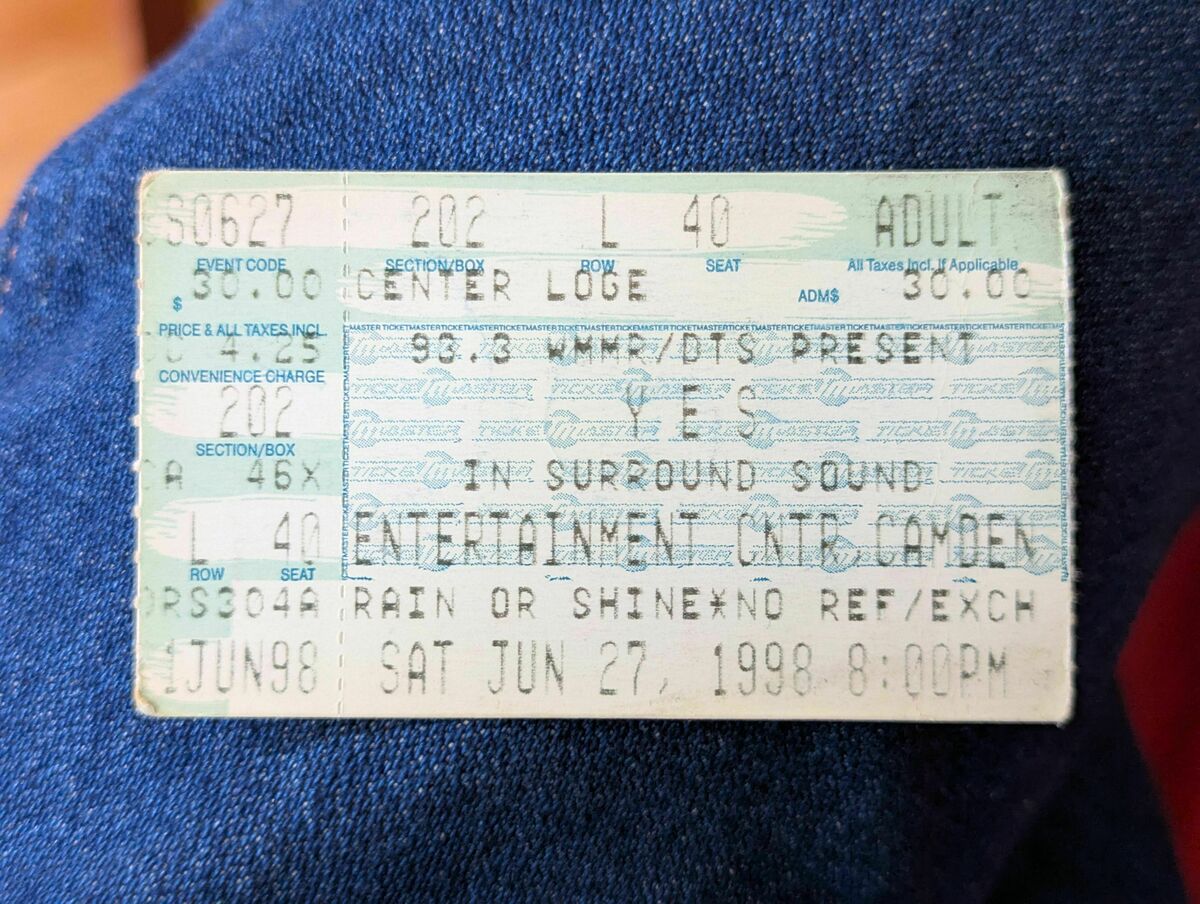 S0627 202 L 40 ADULT
EVENT CODE SECTION/BOX ROW SEAT All Taxes Incl. If Applicable
$ 30.00 CENTER LOGE ADM$ 30.00
PRICE & ALL TAXES INCL.
4.25 93.3 WMMR/DTS PRESENT
CONVENIENCE CHARGE
202 YES
SECTION/BOX
A 46X IN SURROUND SOUND
L 40 ENTERTAINMENT CNTR,CAMDEN
ROW SEAT
RS304A RAIN OR SHINE*NO REF/EXCH
1JUN98 SAT JUN 27, 1998 8:00PM